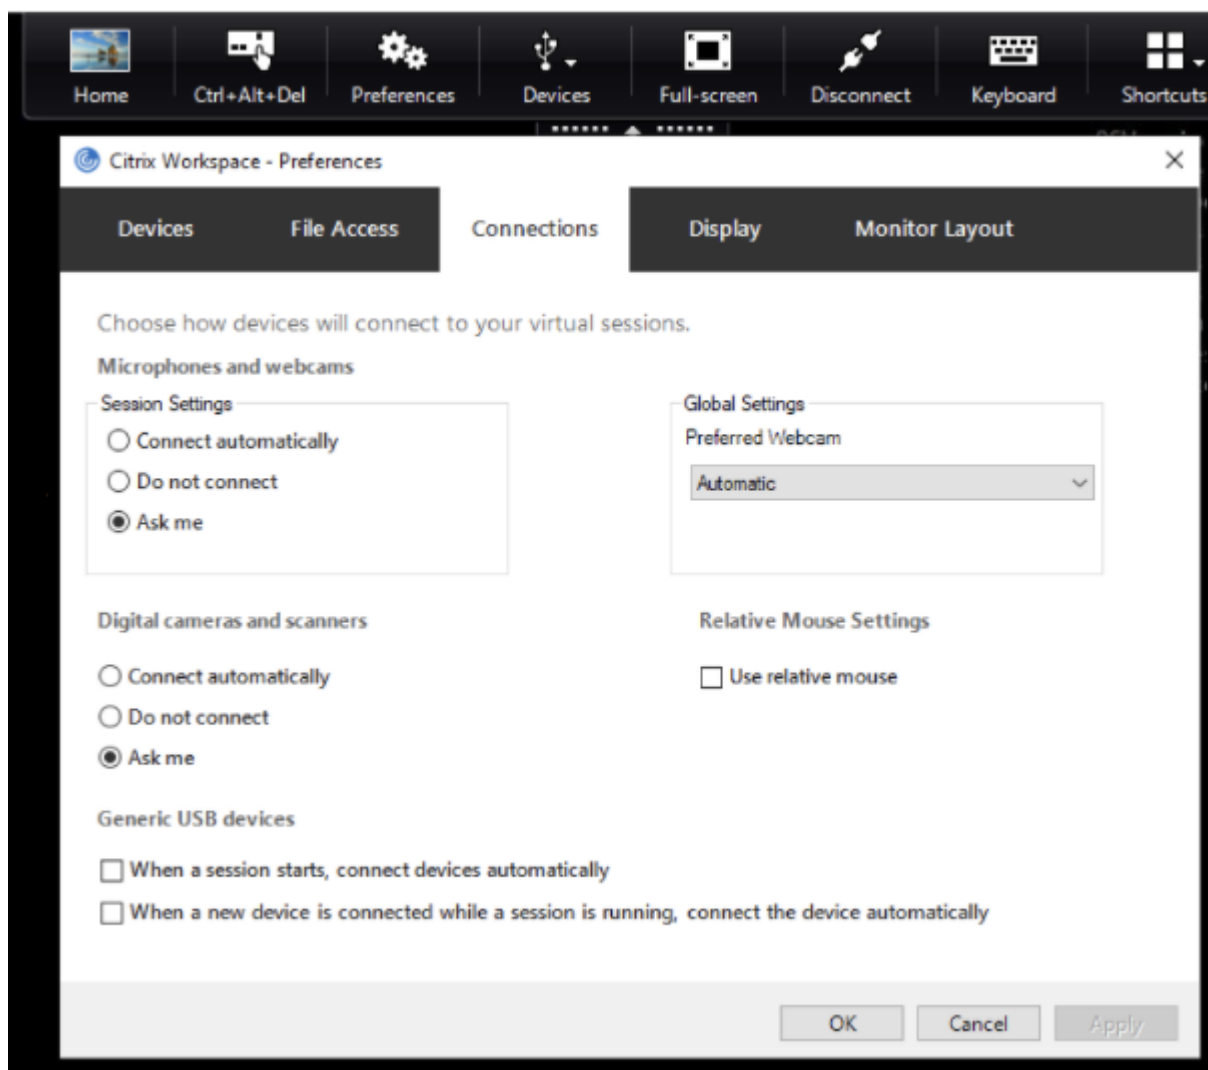 Home Ctrl+Alt+Del Preferences Devices Full-screen Disconnect Keyboard Shortcuts
Citrix Workspace - Preferences
Devices File Access Connections Display Monitor Layout
Choose how devices will connect to your virtual sessions.
Microphones and webcams
Session Settings
Connect automatically
Do not connect
Ask me
Global Settings
Preferred Webcam
Automatic
Digital cameras and scanners
Connect automatically
Do not connect
Ask me
Relative Mouse Settings
Use relative mouse
Generic USB devices
When a session starts, connect devices automatically
When a new device is connected while a session is running, connect the device automatically
OK Cancel Apply